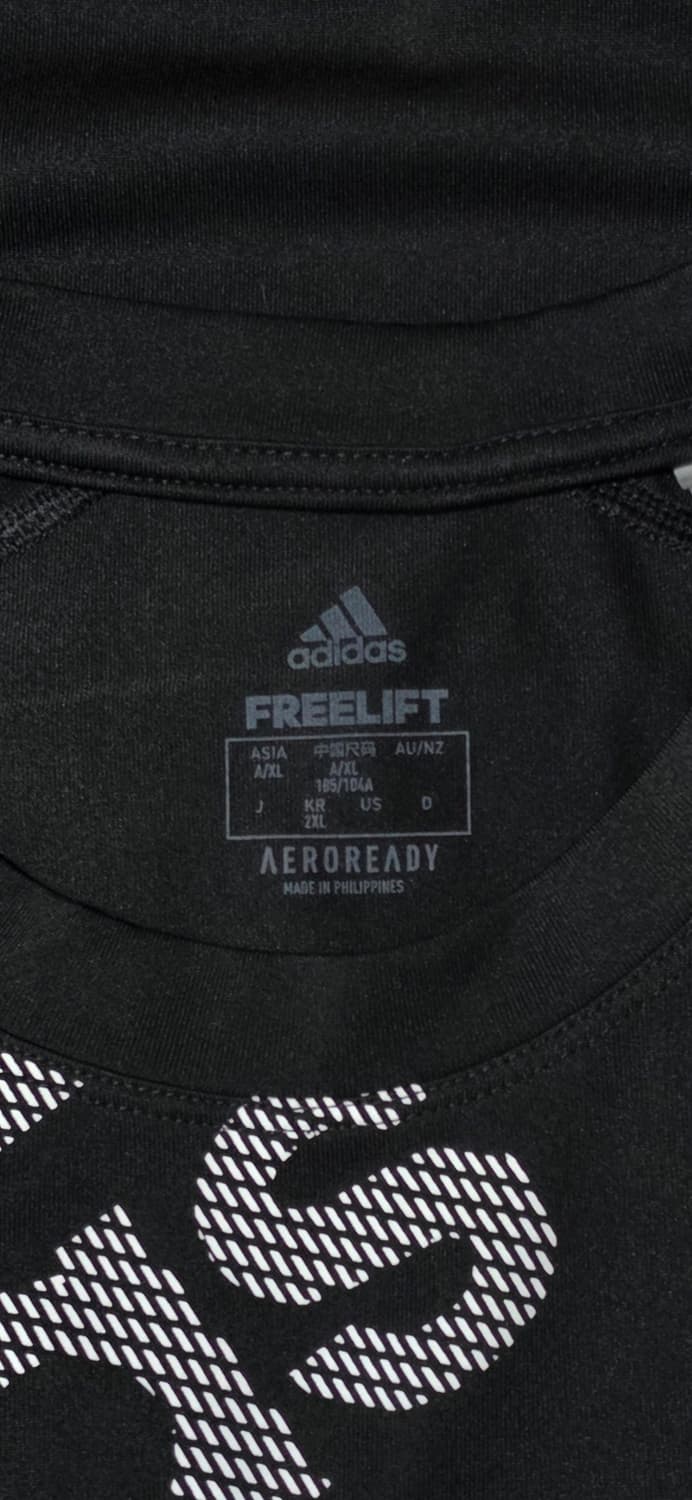 adidas
FREELIFT
ASIA 中国尺码 AU/NZ
A/XL A/XL
185/104A
J KR US D
2XL
AEROREADY
MADE IN PHILIPPINES